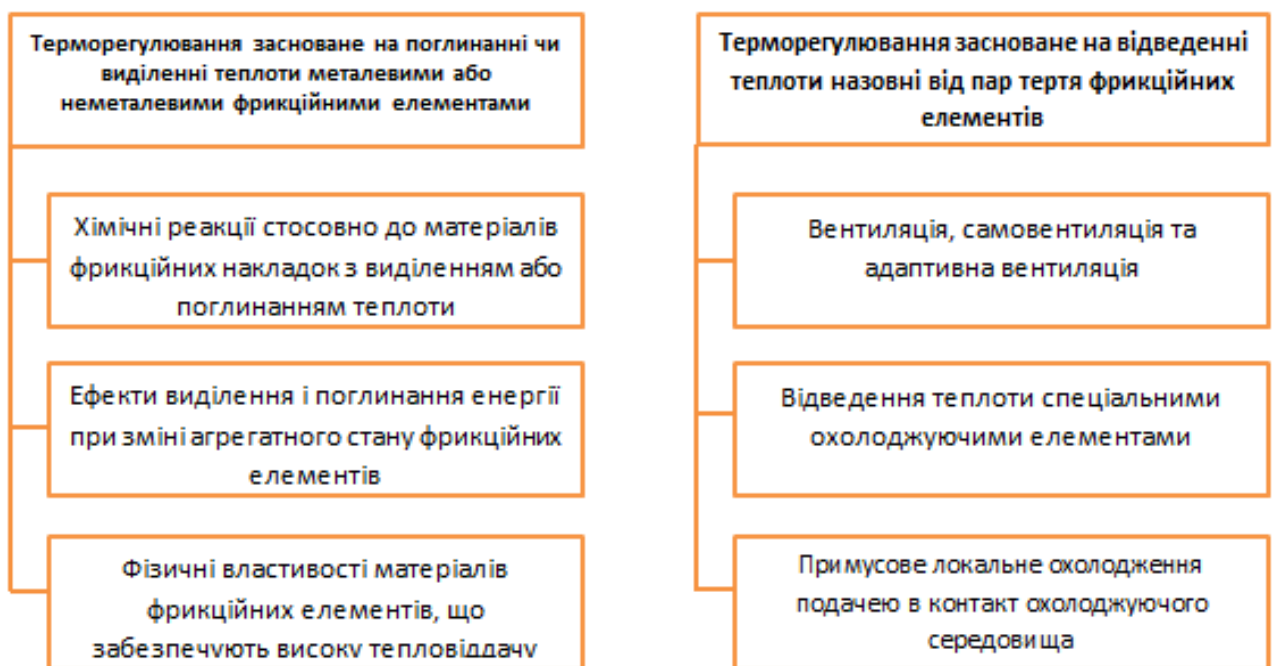 Терморегулювання засноване на поглинанні чи
виділенні теплоти металевими або
неметалевими фрикційними елементами
Хімічні реакції стосовно до матеріалів
фрикційних накладок з виділенням або
поглинанням теплоти
Ефекти виділення і поглинання енергії
при зміні агрегатного стану фрикційних
елементів
Фізичні властивості матеріалів
фрикційних елементів, що
забезпечують високу тепловіддачу
Терморегулювання засноване на відведенні
теплоти назовні від пар тертя фрикційних
елементів
Вентиляція, самовентиляція та
адаптивна вентиляція
Відведення теплоти спеціальними
охолоджуючими елементами
Примусове локальне охолодження
подачею в контакт охолоджуючого
середовища